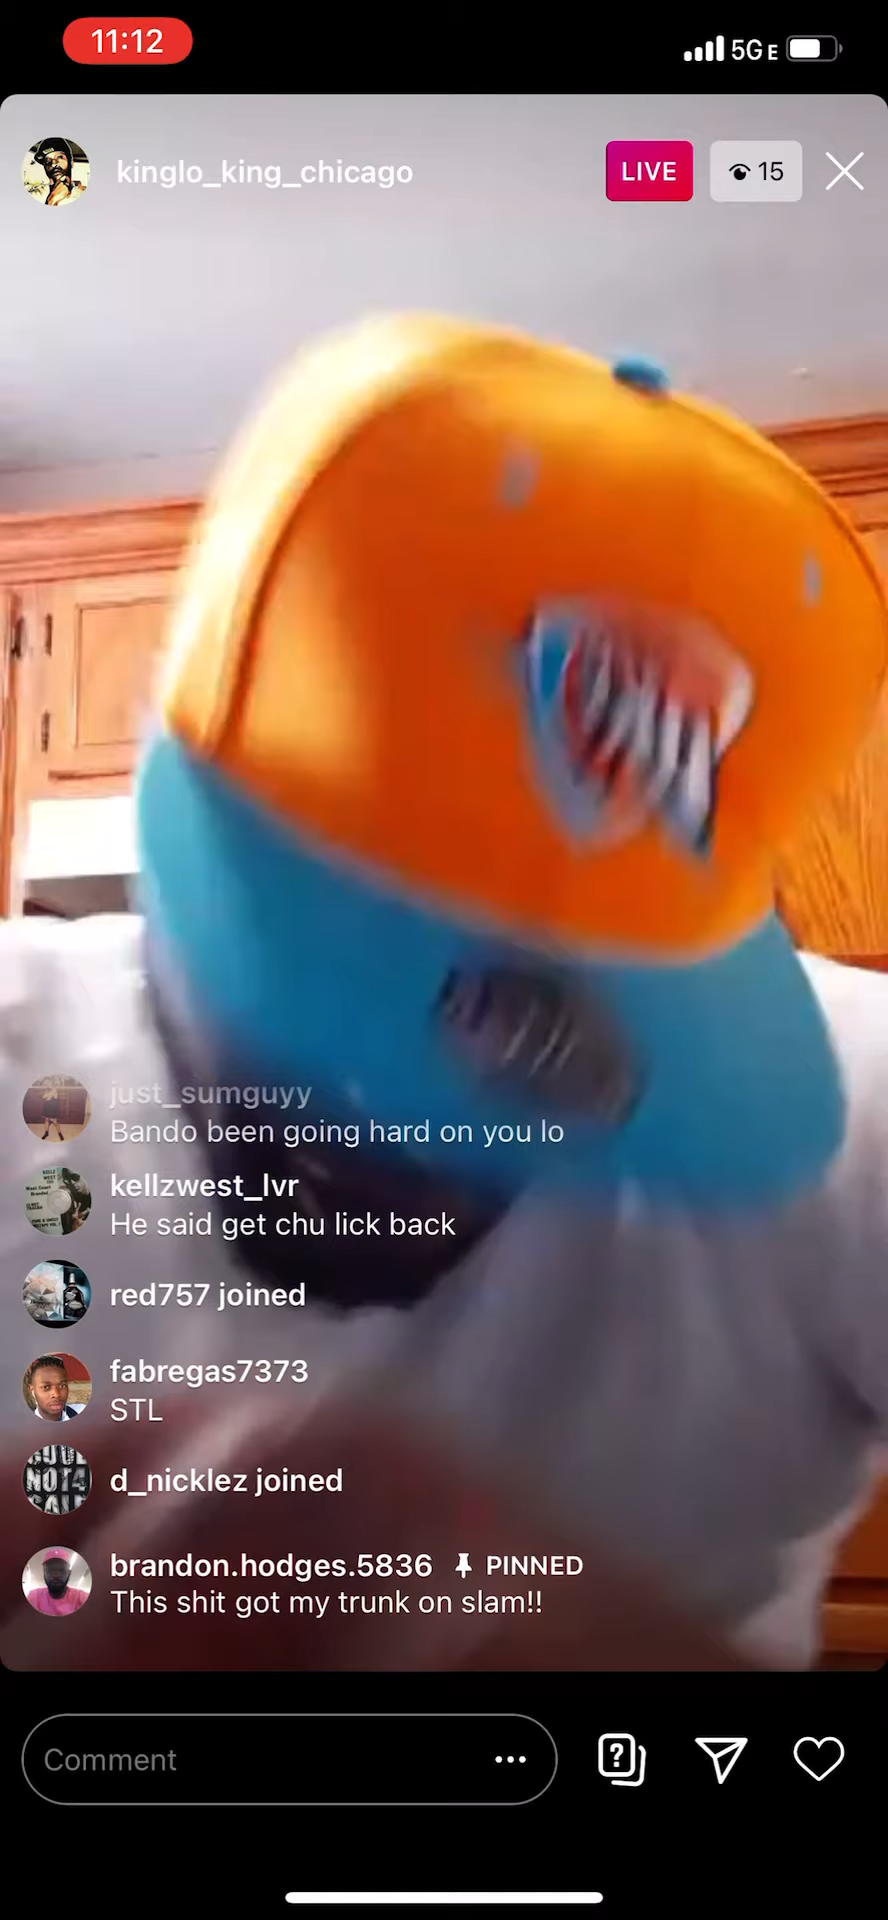 11:12
5GE
kinglo_king_chicago
LIVE
15
just_sumguyy
Bando been going hard on you lo
kellzwest_lvr
He said get chu lick back
red757 joined
fabregas7373
STL
d_nicklez joined
brandon.hodges.5836 PINNED
This shit got my trunk on slam!!
Comment